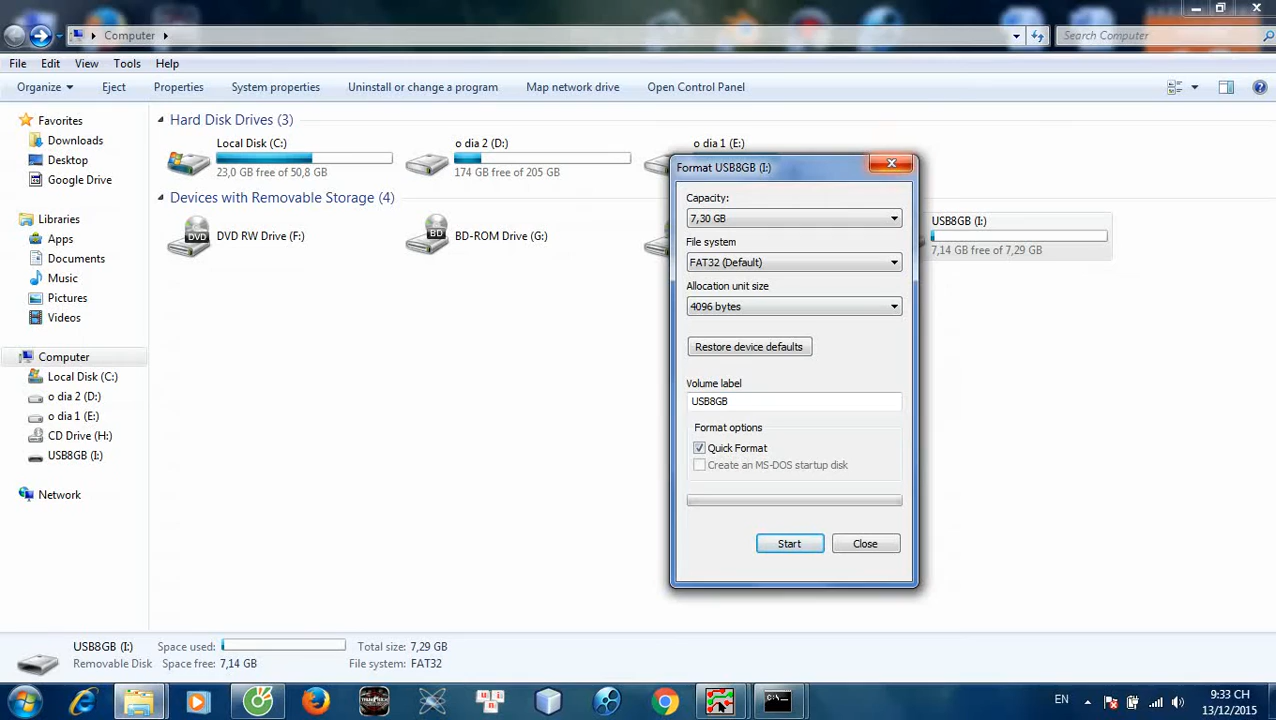 Computer
Search Computer
File Edit View Tools Help
Organize Eject Properties System properties Uninstall or change a program Map network drive Open Control Panel
Favorites
Downloads
Desktop
Google Drive
Libraries
Apps
Documents
Music
Pictures
Videos
Computer
Local Disk (C:)
o dia 2 (D:)
o dia 1 (E:)
CD Drive (H:)
USB8GB (I:)
Network
Hard Disk Drives (3)
Local Disk (C:)
23,0 GB free of 50,8 GB
o dia 2 (D:)
174 GB free of 205 GB
o dia 1 (E:)
Devices with Removable Storage (4)
DVD RW Drive (F:)
DVD
BD-ROM Drive (G:)
BD
USB8GB (I:)
7,14 GB free of 7,29 GB
Format USB8GB (I:)
Capacity:
7,30 GB
File system
FAT32 (Default)
Allocation unit size
4096 bytes
Restore device defaults
Volume label
USB8GB
Format options
Quick Format
Create an MS-DOS startup disk
Start Close
USB8GB (I:) Space used: Total size: 7,29 GB
Removable Disk Space free: 7,14 GB File system: FAT32
EN
9:33 CH
13/12/2015